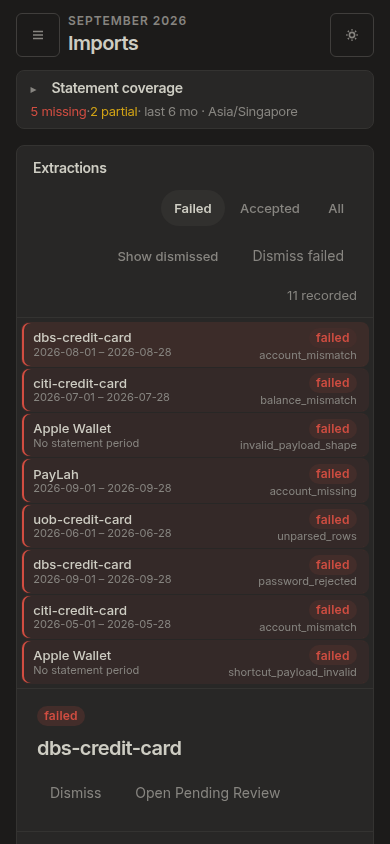 SEPTEMBER 2026
Imports
▸ Statement coverage
5 missing·2 partial· last 6 mo · Asia/Singapore
Extractions
Failed Accepted All
Show dismissed Dismiss failed
11 recorded
dbs-credit-card failed
2026-08-01 – 2026-08-28 account_mismatch
citi-credit-card failed
2026-07-01 – 2026-07-28 balance_mismatch
Apple Wallet failed
No statement period invalid_payload_shape
PayLah failed
2026-09-01 – 2026-09-28 account_missing
uob-credit-card failed
2026-06-01 – 2026-06-28 unparsed_rows
dbs-credit-card failed
2026-09-01 – 2026-09-28 password_rejected
citi-credit-card failed
2026-05-01 – 2026-05-28 account_mismatch
Apple Wallet failed
No statement period shortcut_payload_invalid
failed
dbs-credit-card
Dismiss Open Pending Review